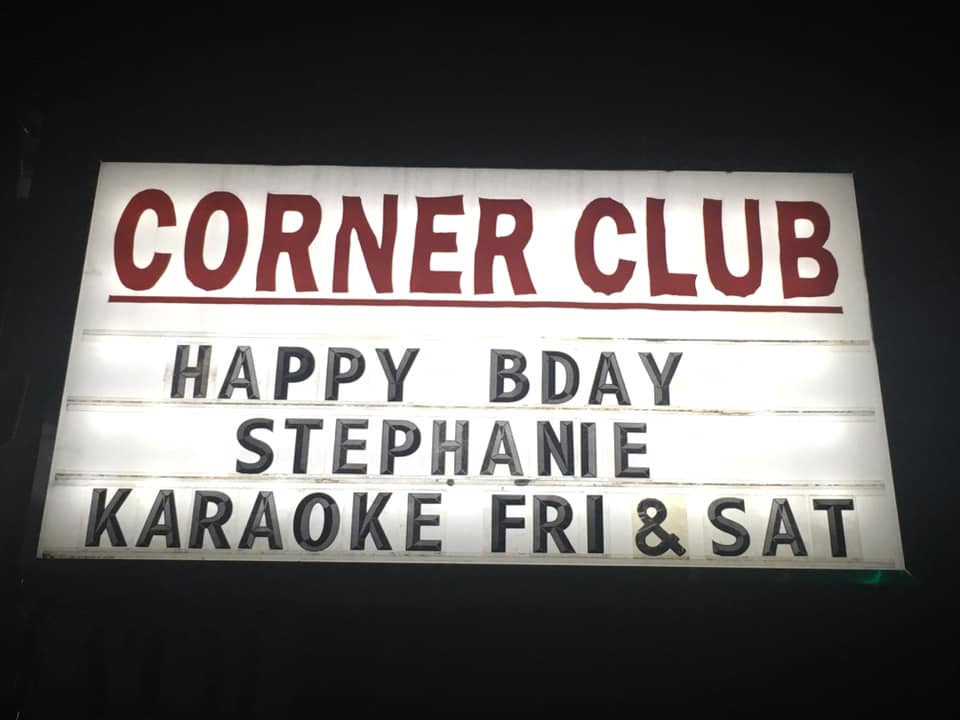 CORNER CLUB
HAPPY BDAY
STEPHANIE
KARAOKE FRI & SAT